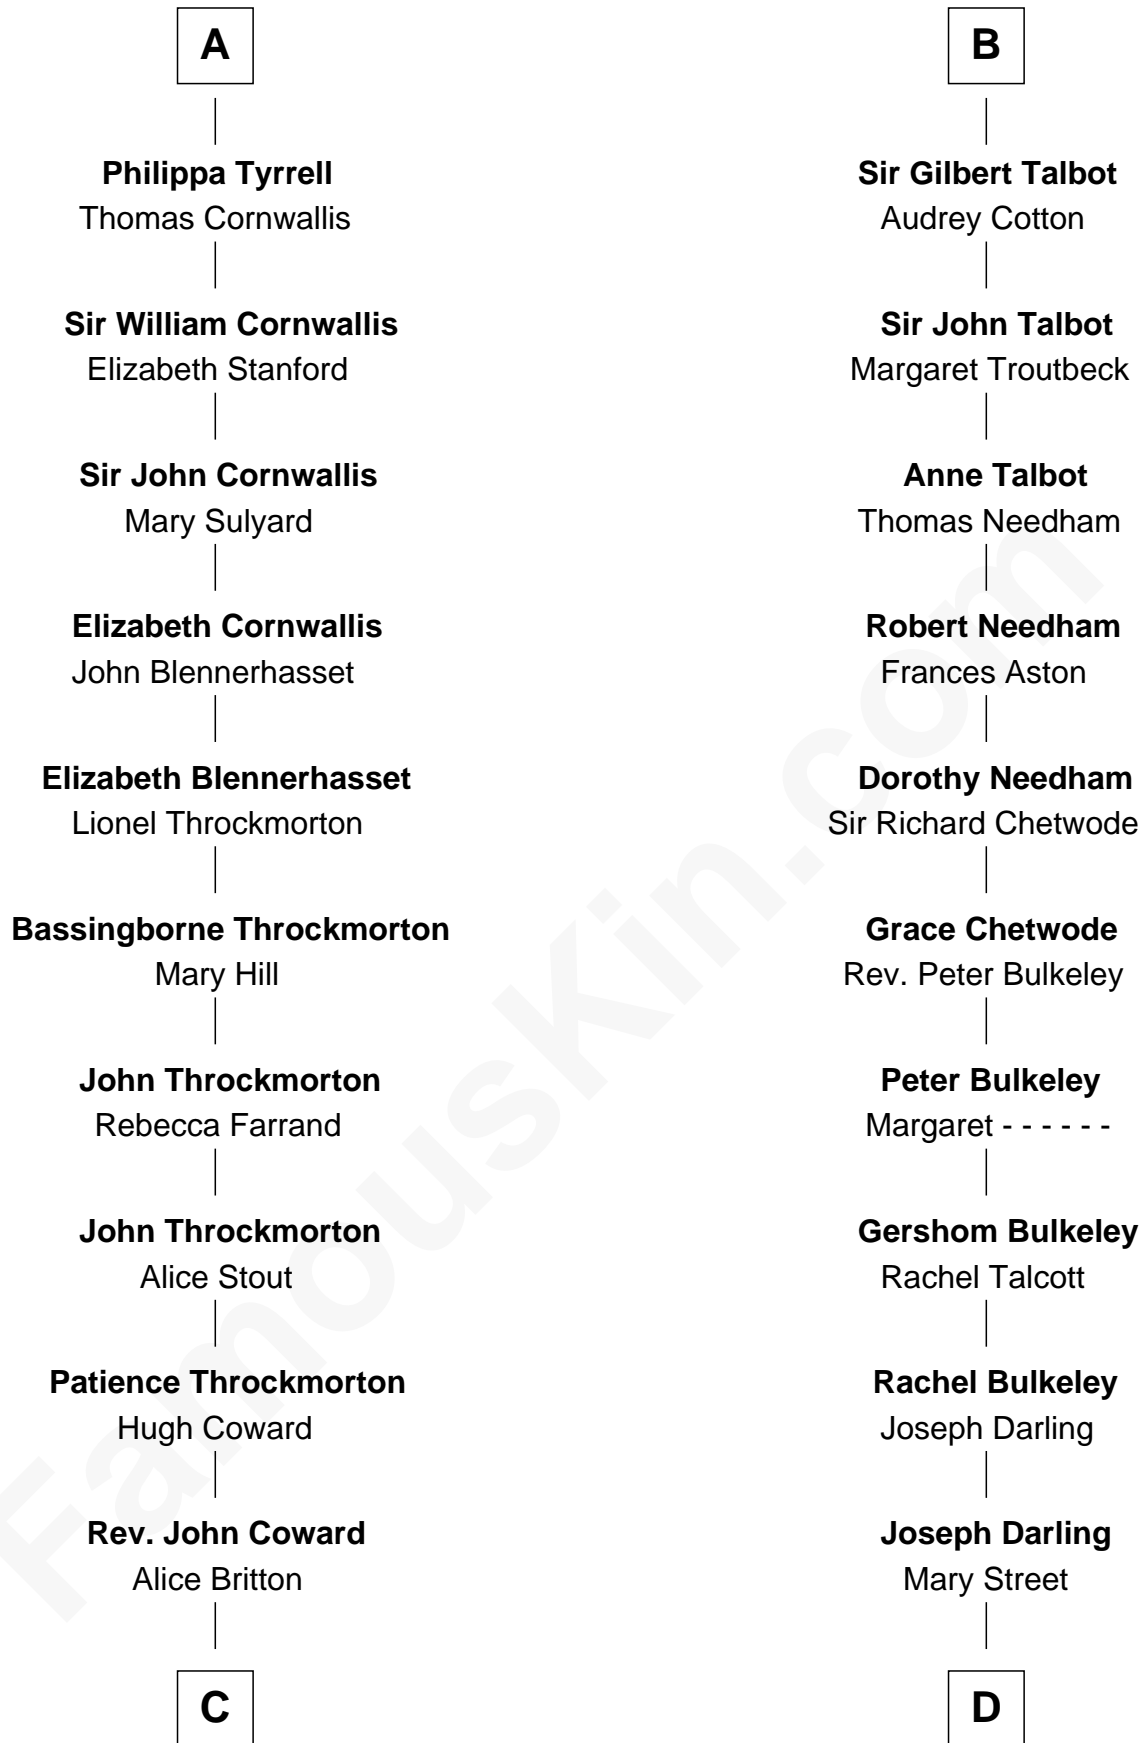 A
Philippa Tyrrell
Thomas Cornwallis
Sir William Cornwallis
Elizabeth Stanford
Sir John Cornwallis
Mary Sulyard
Elizabeth Cornwallis
John Blennerhasset
Elizabeth Blennerhasset
Lionel Throckmorton
Bassingborne Throckmorton
Mary Hill
John Throckmorton
Rebecca Farrand
John Throckmorton
Alice Stout
Patience Throckmorton
Hugh Coward
Rev. John Coward
Alice Britton
C
B
Sir Gilbert Talbot
Audrey Cotton
Sir John Talbot
Margaret Troutbeck
Anne Talbot
Thomas Needham
Robert Needham
Frances Aston
Dorothy Needham
Sir Richard Chetwode
Grace Chetwode
Rev. Peter Bulkeley
Peter Bulkeley
Margaret - - - - - -
Gershom Bulkeley
Rachel Talcott
Rachel Bulkeley
Joseph Darling
Joseph Darling
Mary Street
D
FamousKin.com